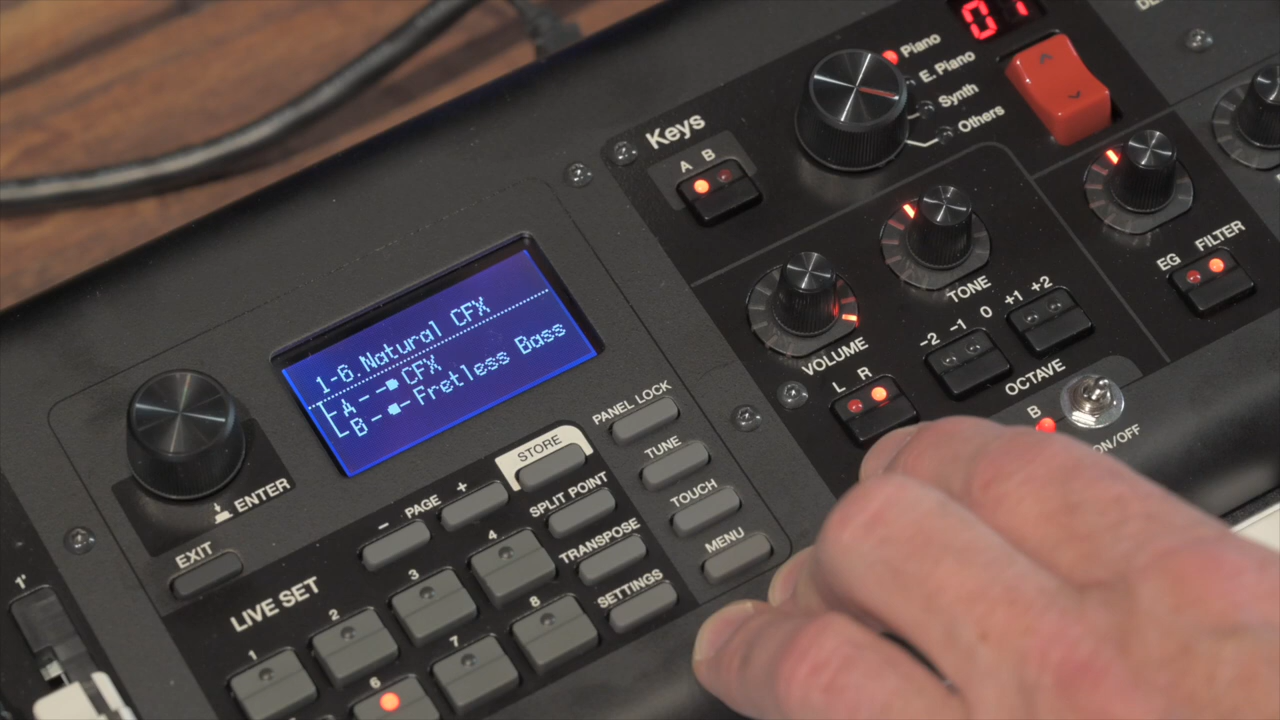 01
Piano
E. Piano
Synth
Others
Keys
A B
1-6.Natural CFX
A CFX
B Fretless Bass
TONE
VOLUME
L R
-2 -1 0 +1 +2
OCTAVE
EG FILTER
B
ON/OFF
ENTER
EXIT
- PAGE +
STORE
PANEL LOCK
TUNE
TOUCH
MENU
SPLIT POINT
TRANSPOSE
SETTINGS
LIVE SET
1 2 3 4
6 7 8